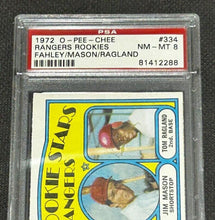 PSA
1972 O-PEE-CHEE #334
RANGERS ROOKIES NM-MT 8
FAHLEY/MASON/RAGLAND
81412288
ROOKIE STARS
RANGERS
TOM RAGLAND
2nd. BASE
JIM MASON
SHORTSTOP